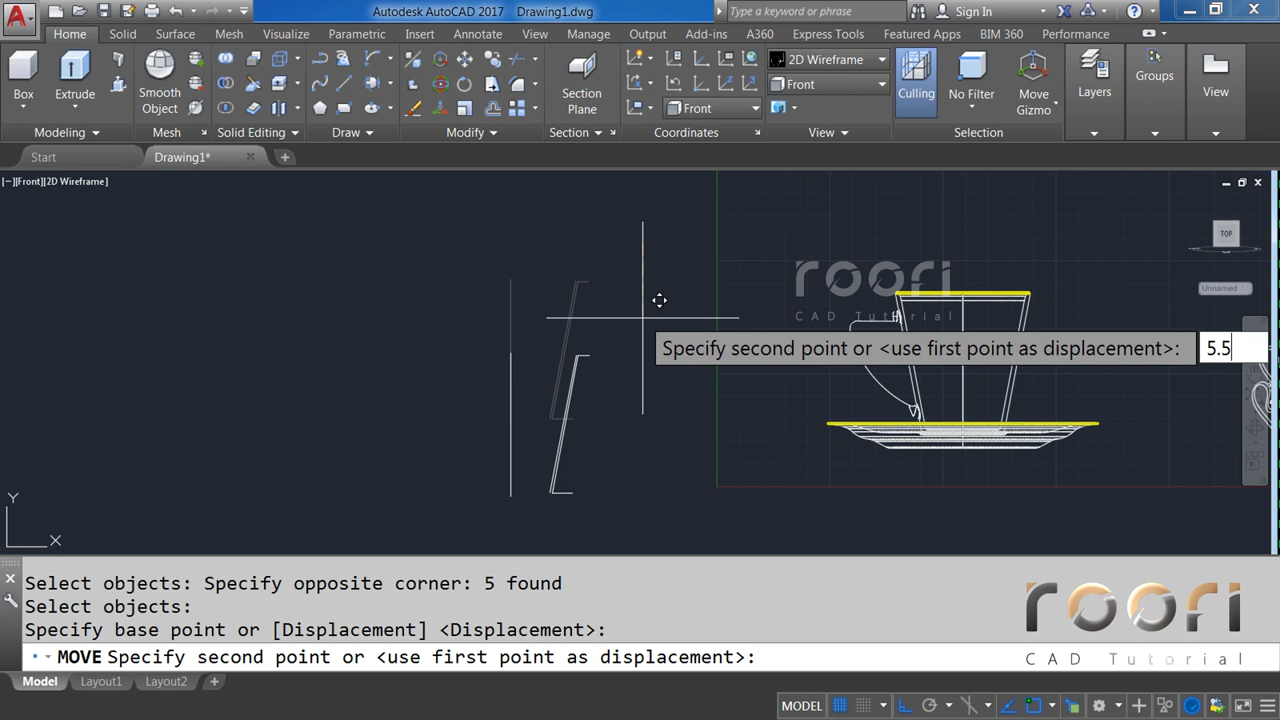 Autodesk AutoCAD 2017 Drawing1.dwg
Type a keyword or phrase
Sign In
Home Solid Surface Mesh Visualize Parametric Insert Annotate View Manage Output Add-ins A360 Express Tools Featured Apps BIM 360 Performance
Box
Extrude
Smooth Object
Section Plane
Front
2D Wireframe
Front
Culling
No Filter
Move Gizmo
Layers
Groups
View
Modeling Mesh Solid Editing Draw Modify Section Coordinates View Selection
Start
Drawing1*
[−][Front][2D Wireframe]
TOP
Unnamed
roori
CAD Tutorial
Specify second point or <use first point as displacement>: 5.5
Y
X
Select objects: Specify opposite corner: 5 found
Select objects:
Specify base point or [Displacement] <Displacement>:
MOVE Specify second point or <use first point as displacement>:
roori
CAD Tutorial
Model Layout1 Layout2
MODEL